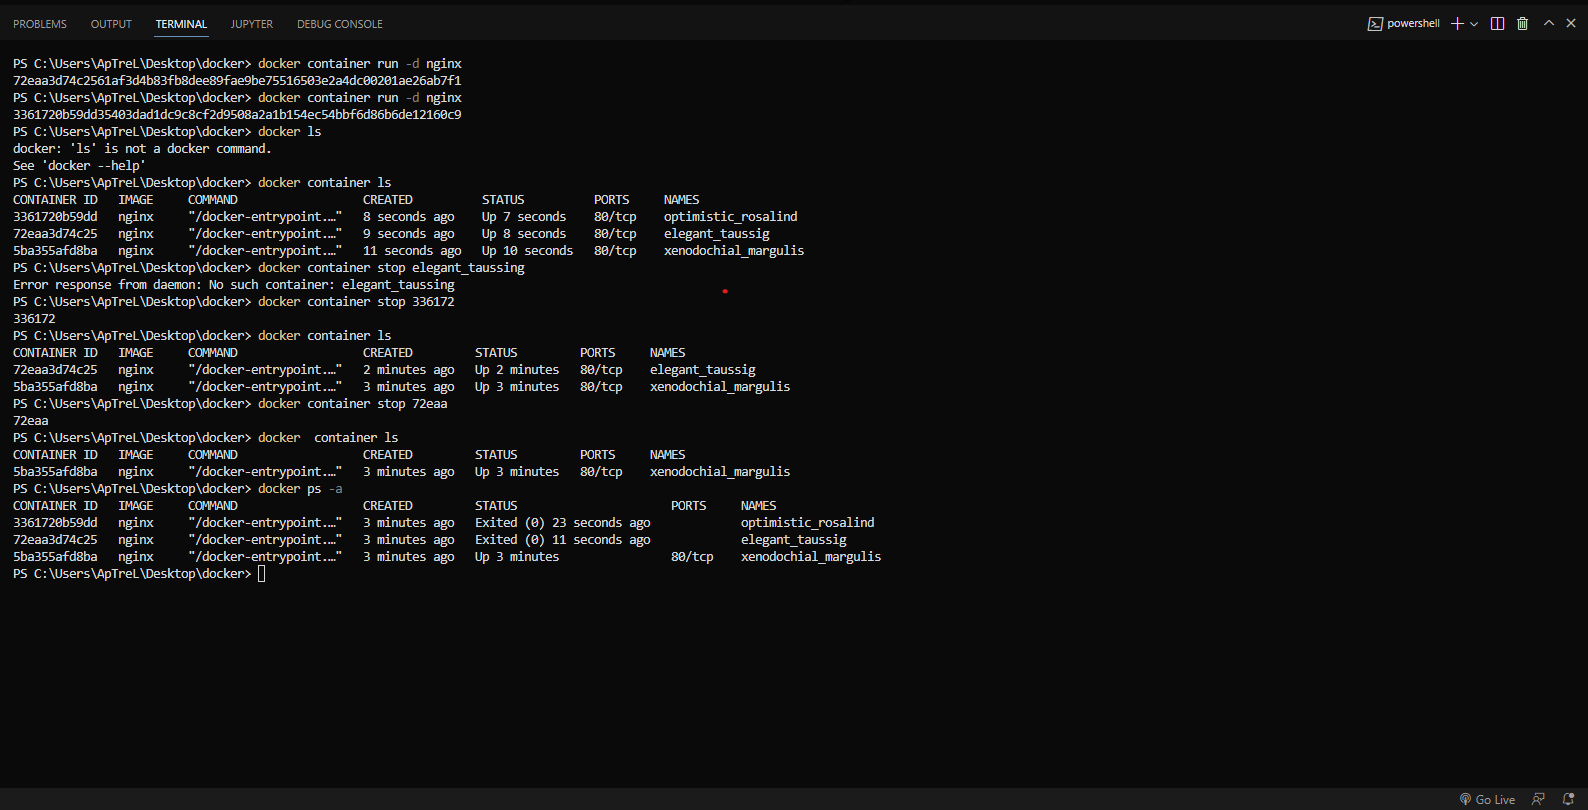 PROBLEMS OUTPUT TERMINAL JUPYTER DEBUG CONSOLE powershell
PS C:\Users\ApTreL\Desktop\docker> docker container run -d nginx
72eaa3d74c2561af3d4b83fb8dee89fae9be75516503e2a4dc00201ae26ab7f1
PS C:\Users\ApTreL\Desktop\docker> docker container run -d nginx
3361720b59dd35403dad1dc9c8cf2d9508a2a1b154ec54bbf6d86b6de12160c9
PS C:\Users\ApTreL\Desktop\docker> docker ls
docker: 'ls' is not a docker command.
See 'docker --help'
PS C:\Users\ApTreL\Desktop\docker> docker container ls
CONTAINER ID   IMAGE     COMMAND                  CREATED          STATUS          PORTS     NAMES
3361720b59dd   nginx     "/docker-entrypoint.…"   8 seconds ago    Up 7 seconds    80/tcp    optimistic_rosalind
72eaa3d74c25   nginx     "/docker-entrypoint.…"   9 seconds ago    Up 8 seconds    80/tcp    elegant_taussig
5ba355afd8ba   nginx     "/docker-entrypoint.…"   11 seconds ago   Up 10 seconds   80/tcp    xenodochial_margulis
PS C:\Users\ApTreL\Desktop\docker> docker container stop elegant_taussing
Error response from daemon: No such container: elegant_taussing
PS C:\Users\ApTreL\Desktop\docker> docker container stop 336172
336172
PS C:\Users\ApTreL\Desktop\docker> docker container ls
CONTAINER ID   IMAGE     COMMAND                  CREATED         STATUS         PORTS     NAMES
72eaa3d74c25   nginx     "/docker-entrypoint.…"   2 minutes ago   Up 2 minutes   80/tcp    elegant_taussig
5ba355afd8ba   nginx     "/docker-entrypoint.…"   3 minutes ago   Up 3 minutes   80/tcp    xenodochial_margulis
PS C:\Users\ApTreL\Desktop\docker> docker container stop 72eaa
72eaa
PS C:\Users\ApTreL\Desktop\docker> docker  container ls
CONTAINER ID   IMAGE     COMMAND                  CREATED         STATUS         PORTS     NAMES
5ba355afd8ba   nginx     "/docker-entrypoint.…"   3 minutes ago   Up 3 minutes   80/tcp    xenodochial_margulis
PS C:\Users\ApTreL\Desktop\docker> docker ps -a
CONTAINER ID   IMAGE     COMMAND                  CREATED         STATUS                      PORTS     NAMES
3361720b59dd   nginx     "/docker-entrypoint.…"   3 minutes ago   Exited (0) 23 seconds ago             optimistic_rosalind
72eaa3d74c25   nginx     "/docker-entrypoint.…"   3 minutes ago   Exited (0) 11 seconds ago             elegant_taussig
5ba355afd8ba   nginx     "/docker-entrypoint.…"   3 minutes ago   Up 3 minutes                80/tcp    xenodochial_margulis
PS C:\Users\ApTreL\Desktop\docker>
Go Live